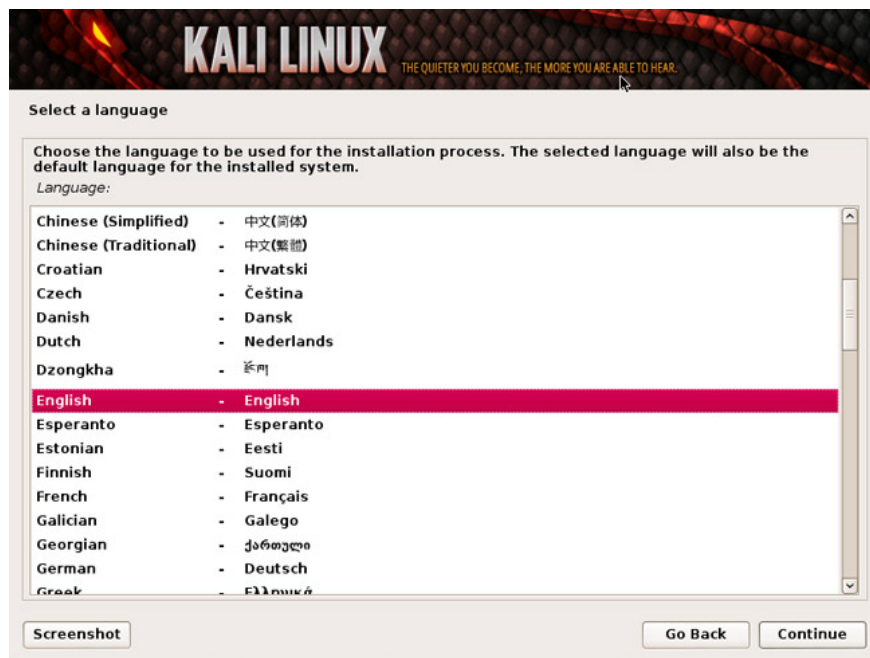 KALI LINUX THE QUIETER YOU BECOME, THE MORE YOU ARE ABLE TO HEAR.
Select a language
Choose the language to be used for the installation process. The selected language will also be the
default language for the installed system.
Language:
Chinese (Simplified) - 中文(简体)
Chinese (Traditional) - 中文(繁體)
Croatian - Hrvatski
Czech - Čeština
Danish - Dansk
Dutch - Nederlands
Dzongkha - རྫོང་ཁ།
English - English
Esperanto - Esperanto
Estonian - Eesti
Finnish - Suomi
French - Français
Galician - Galego
Georgian - ქართული
German - Deutsch
Greek - Ελληνικά
Screenshot Go Back Continue